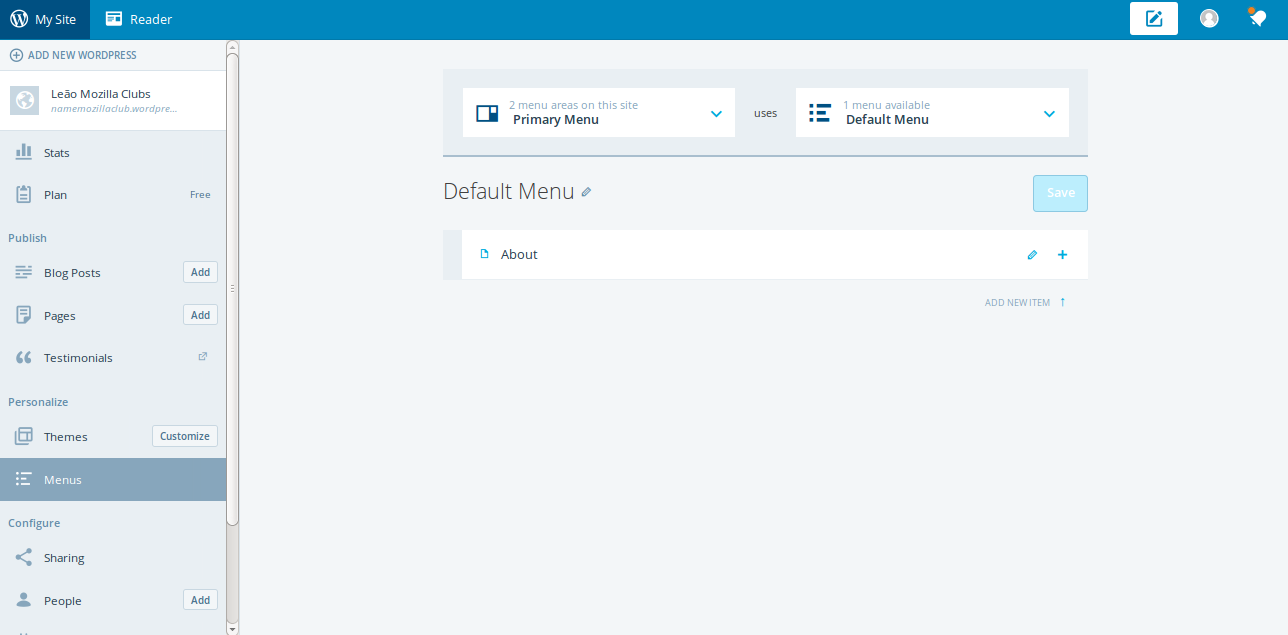 My Site
Reader
ADD NEW WORDPRESS
Leão Mozilla Clubs
namemozillaclub.wordpre...
Stats
Plan Free
Publish
Blog Posts Add
Pages Add
Testimonials
Personalize
Themes Customize
Menus
Configure
Sharing
People Add
2 menu areas on this site
Primary Menu
uses
1 menu available
Default Menu
Default Menu
Save
About
ADD NEW ITEM